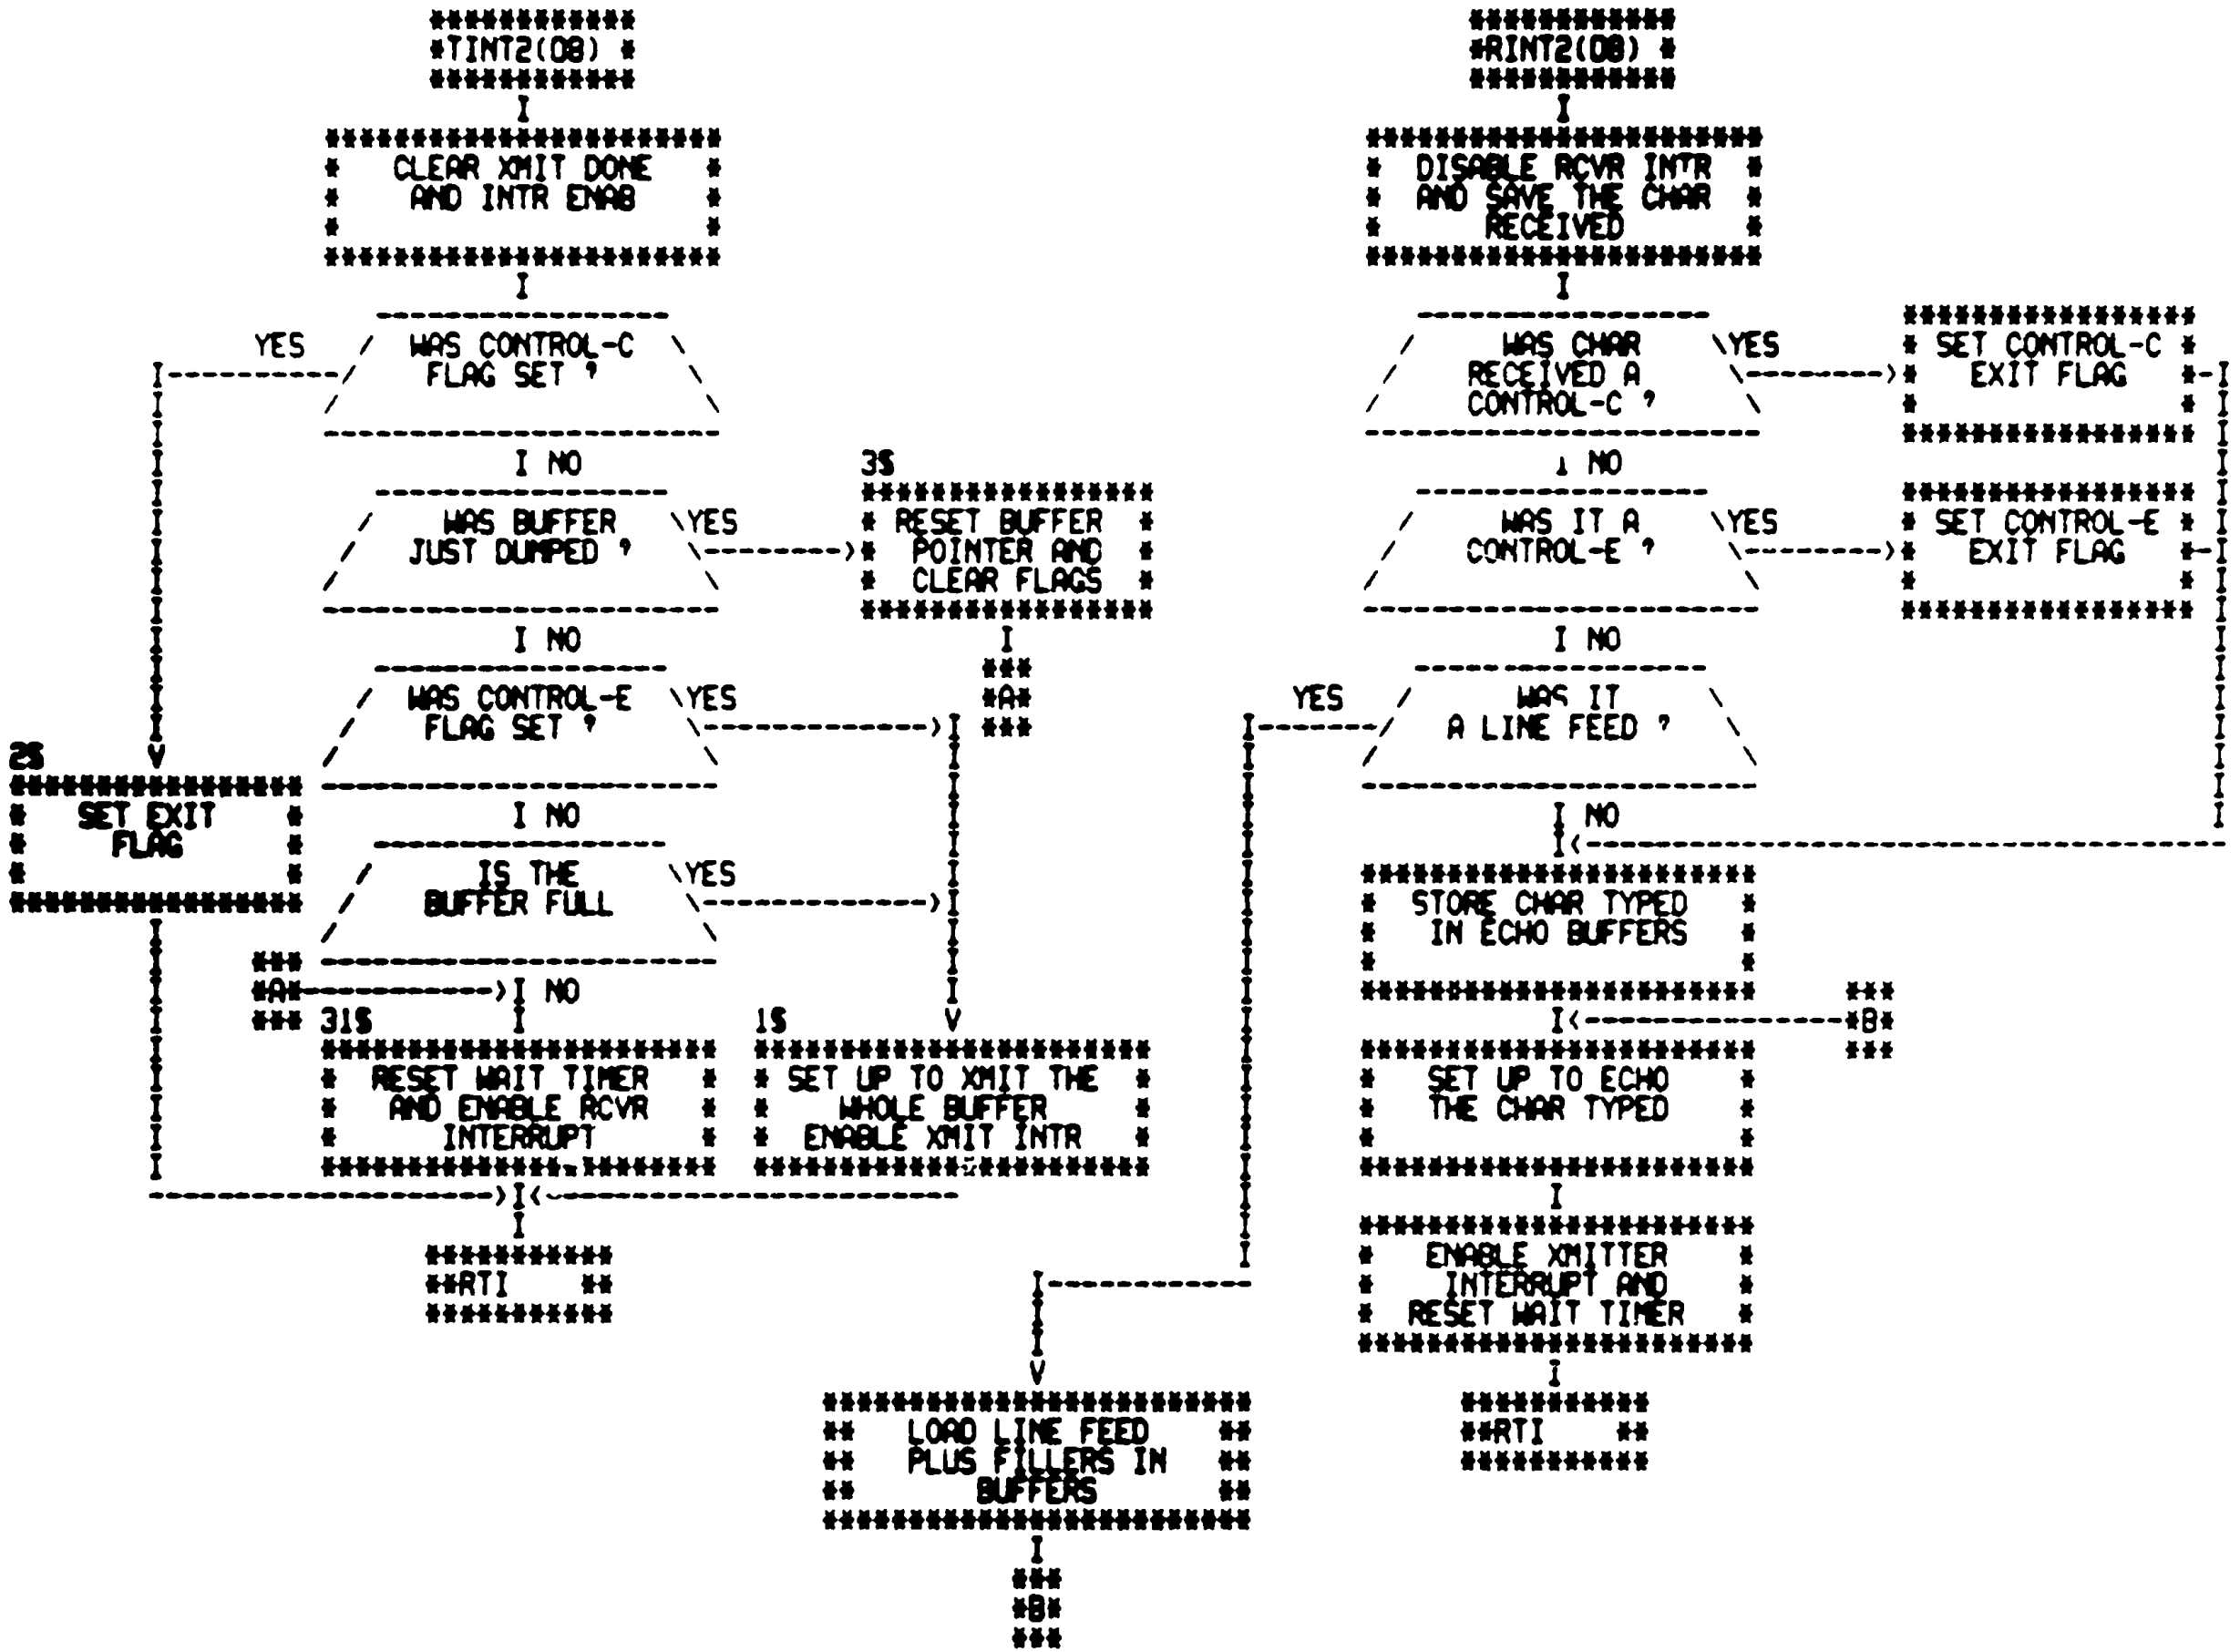 TINT2(08)
CLEAR XMIT DONE
AND INTR ENAB
YES
WAS CONTROL-C
FLAG SET ?
I NO
WAS BUFFER
JUST DUMPED ?
YES
3$
RESET BUFFER
POINTER AND
CLEAR FLAGS
*A*
I NO
WAS CONTROL-E
FLAG SET ?
YES
2$
SET EXIT
FLAG
I NO
IS THE
BUFFER FULL
YES
*A*
I NO
31$
RESET WAIT TIMER
AND ENABLE RCVR
INTERRUPT
1$
SET UP TO XMIT THE
WHOLE BUFFER
ENABLE XMIT INTR
**RTI **
RINT2(08)
DISABLE RCVR INTR
AND SAVE THE CHAR
RECEIVED
WAS CHAR
RECEIVED A
CONTROL-C ?
YES
SET CONTROL-C
EXIT FLAG
I NO
WAS IT A
CONTROL-E ?
YES
SET CONTROL-E
EXIT FLAG
I NO
YES
WAS IT
A LINE FEED ?
I NO
STORE CHAR TYPED
IN ECHO BUFFERS
*B*
SET UP TO ECHO
THE CHAR TYPED
ENABLE XMITTER
INTERRUPT AND
RESET WAIT TIMER
**RTI **
LOAD LINE FEED
PLUS FILLERS IN
BUFFERS
*B*